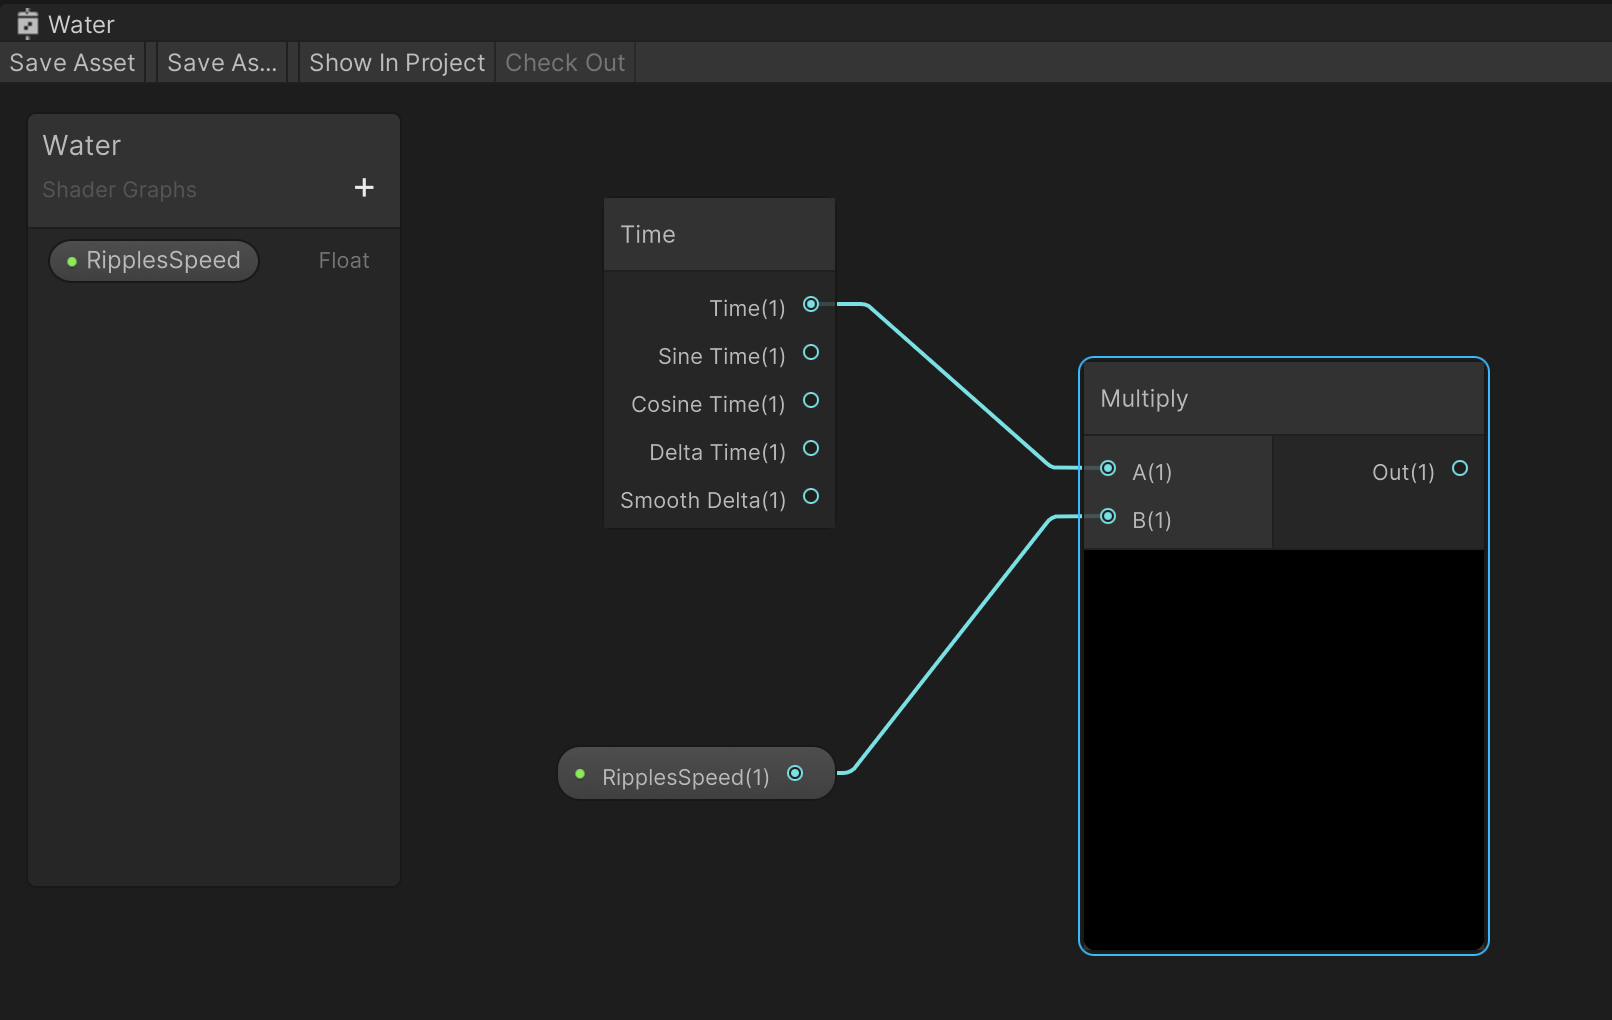 Water
Save Asset Save As... Show In Project Check Out
Water
Shader Graphs +
RipplesSpeed Float
Time
Time(1)
Sine Time(1)
Cosine Time(1)
Delta Time(1)
Smooth Delta(1)
RipplesSpeed(1)
Multiply
A(1) Out(1)
B(1)